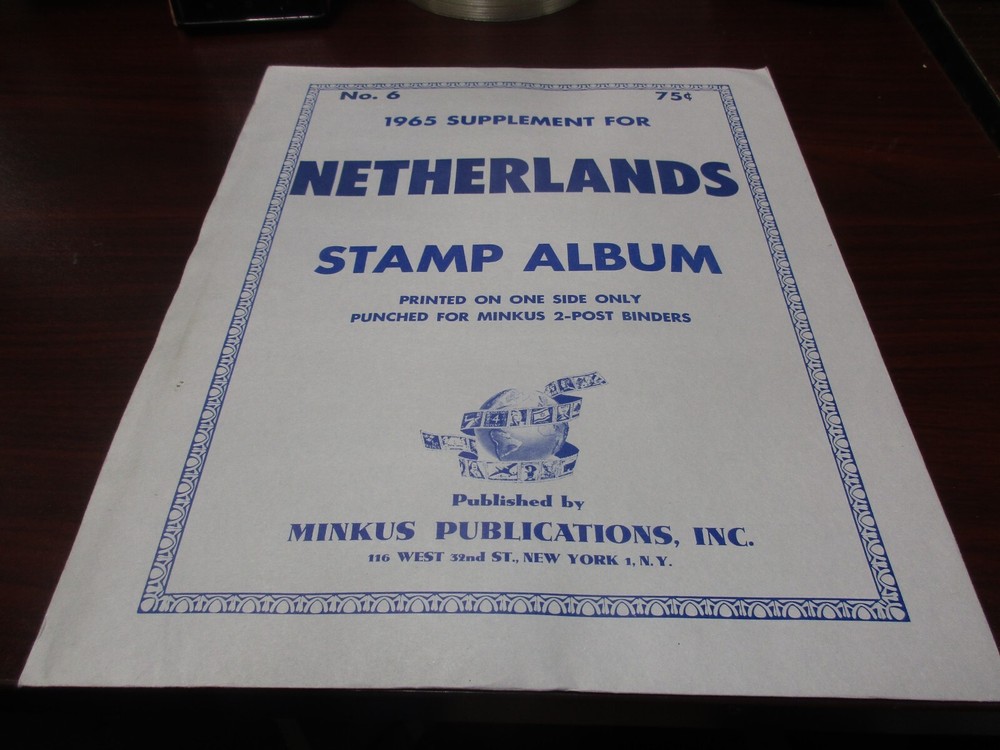 No. 6 75¢
1965 SUPPLEMENT FOR
NETHERLANDS
STAMP ALBUM
PRINTED ON ONE SIDE ONLY
PUNCHED FOR MINKUS 2-POST BINDERS
Published by
MINKUS PUBLICATIONS, INC.
116 WEST 32nd ST., NEW YORK 1, N. Y.